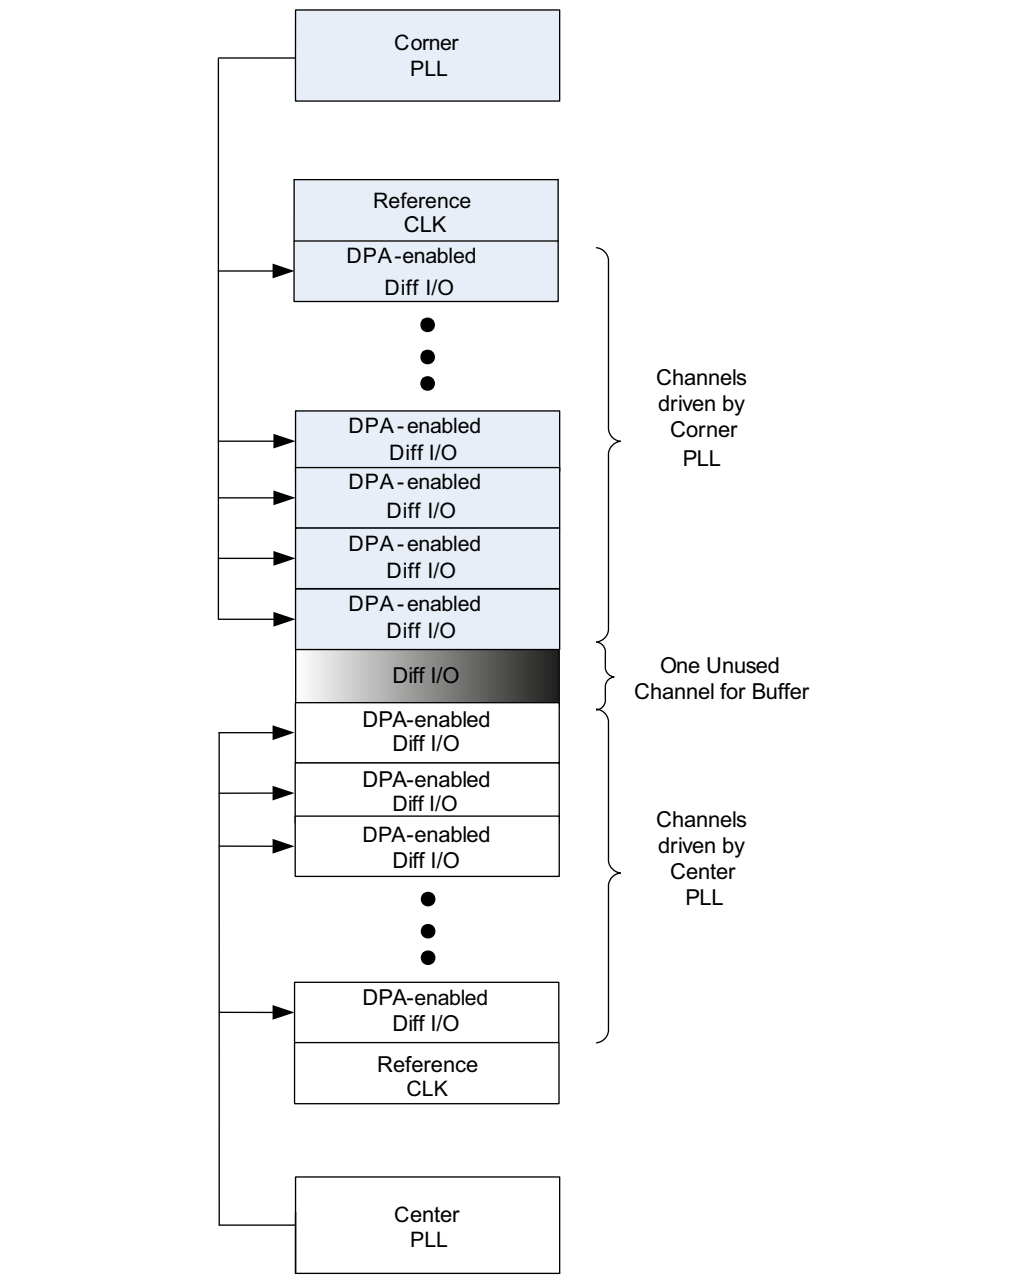 Corner
PLL
Reference
CLK
DPA-enabled
Diff I/O
DPA-enabled
Diff I/O
DPA-enabled
Diff I/O
DPA-enabled
Diff I/O
DPA-enabled
Diff I/O
Channels
driven by
Corner
PLL
Diff I/O
One Unused
Channel for Buffer
DPA-enabled
Diff I/O
DPA-enabled
Diff I/O
DPA-enabled
Diff I/O
Channels
driven by
Center
PLL
DPA-enabled
Diff I/O
Reference
CLK
Center
PLL